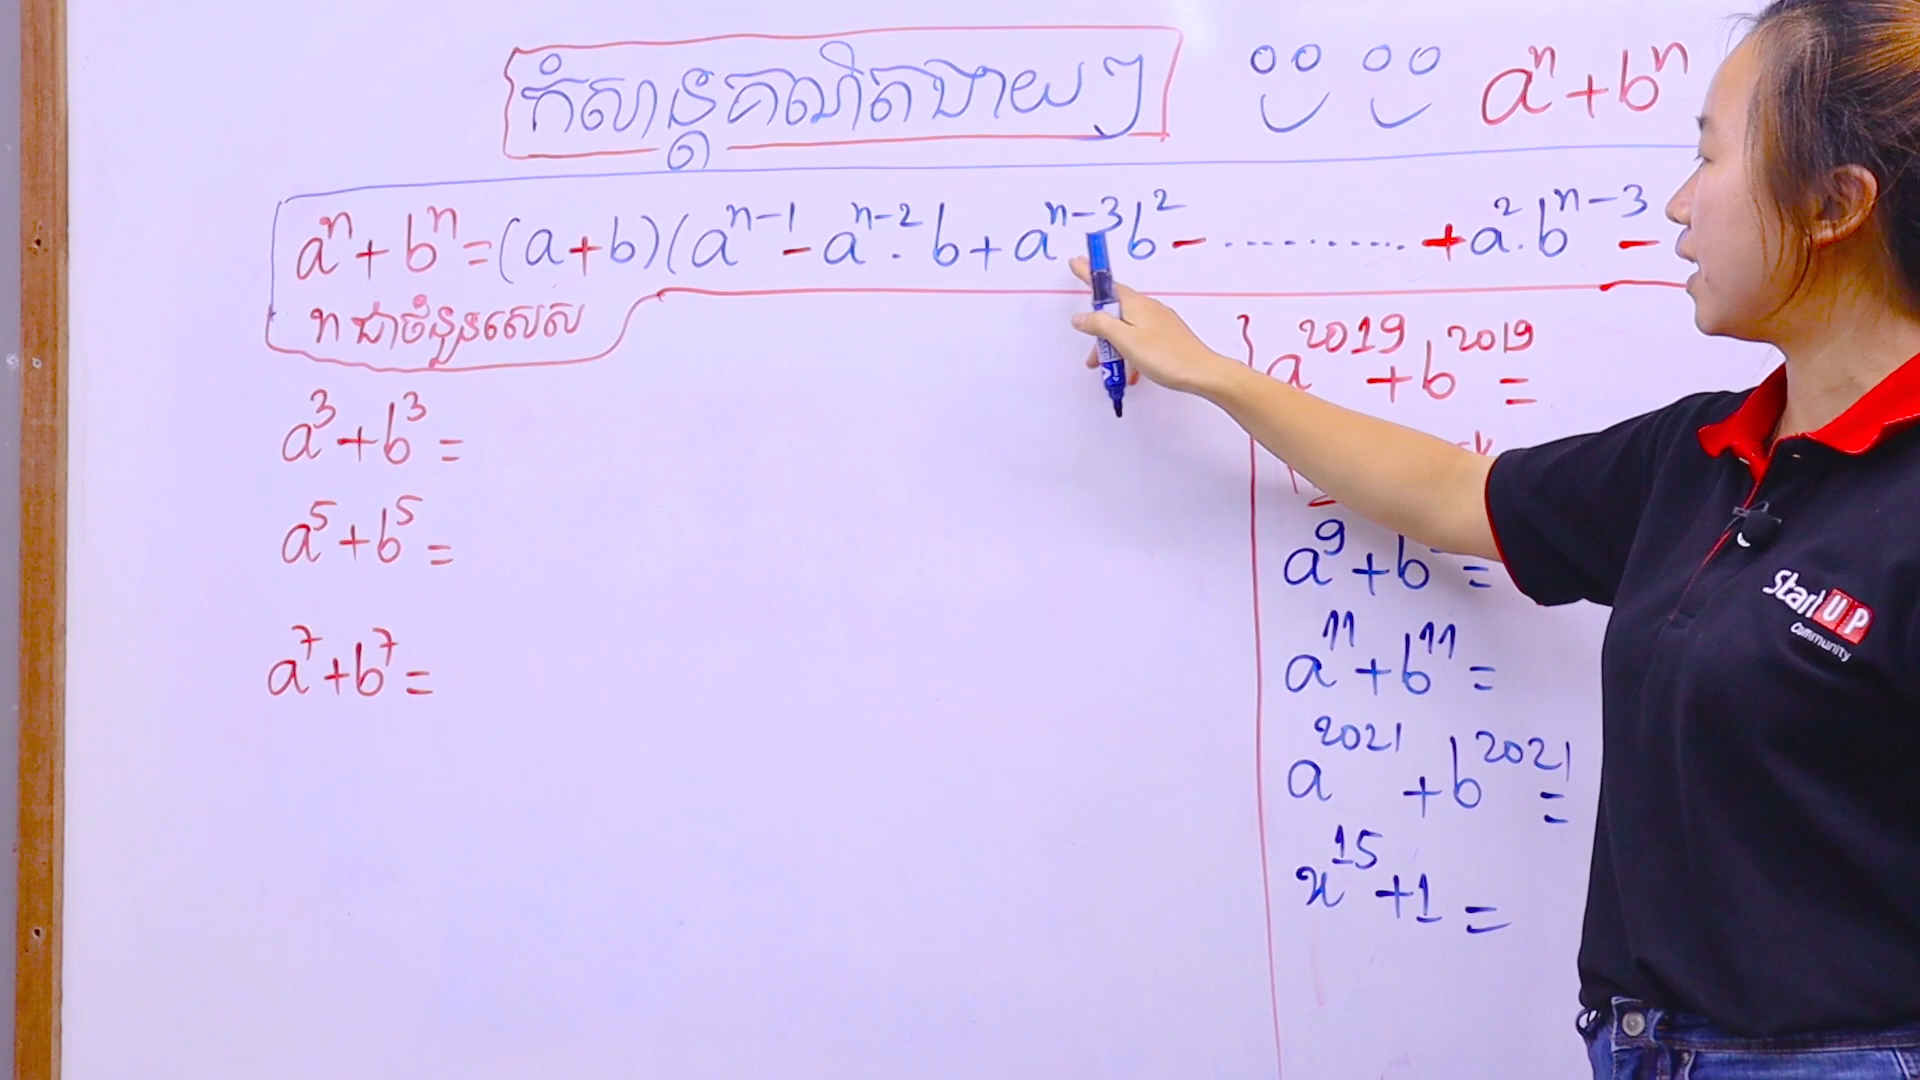 កំសាន្តគណិតងាយៗ
aⁿ + bⁿ
aⁿ + bⁿ = (a + b)(aⁿ⁻¹ - aⁿ⁻² · b + aⁿ⁻³b² - ........... + a² · bⁿ⁻³ -
n ជាចំនួនសេស
a³ + b³ =
a⁵ + b⁵ =
a⁷ + b⁷ =
a²⁰¹⁹ + b²⁰¹⁹ =
a⁹ + b =
a¹¹ + b¹¹ =
a²⁰²¹ + b²⁰²¹ =
x¹⁵ + 1 =
StartUP
Community